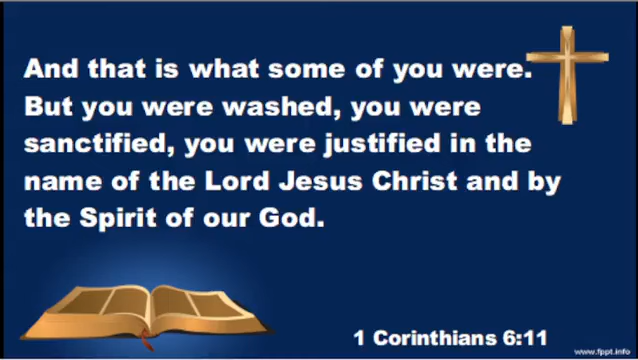 And that is what some of you were.
But you were washed, you were
sanctified, you were justified in the
name of the Lord Jesus Christ and by
the Spirit of our God.
1 Corinthians 6:11
www.fppt.info